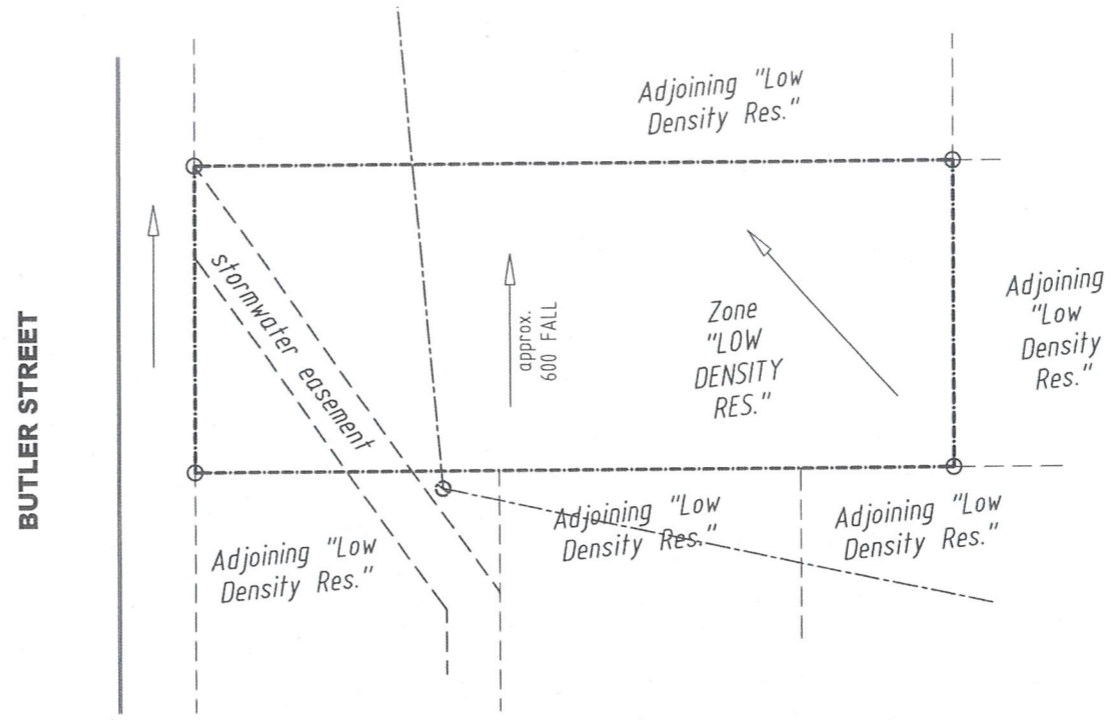 Adjoining "Low
Density Res."
BUTLER STREET
stormwater easement
approx.
600 FALL
Zone
"LOW
DENSITY
RES."
Adjoining
"Low
Density
Res."
Adjoining "Low
Density Res."
Adjoining "Low
Density Res."
Adjoining "Low
Density Res."